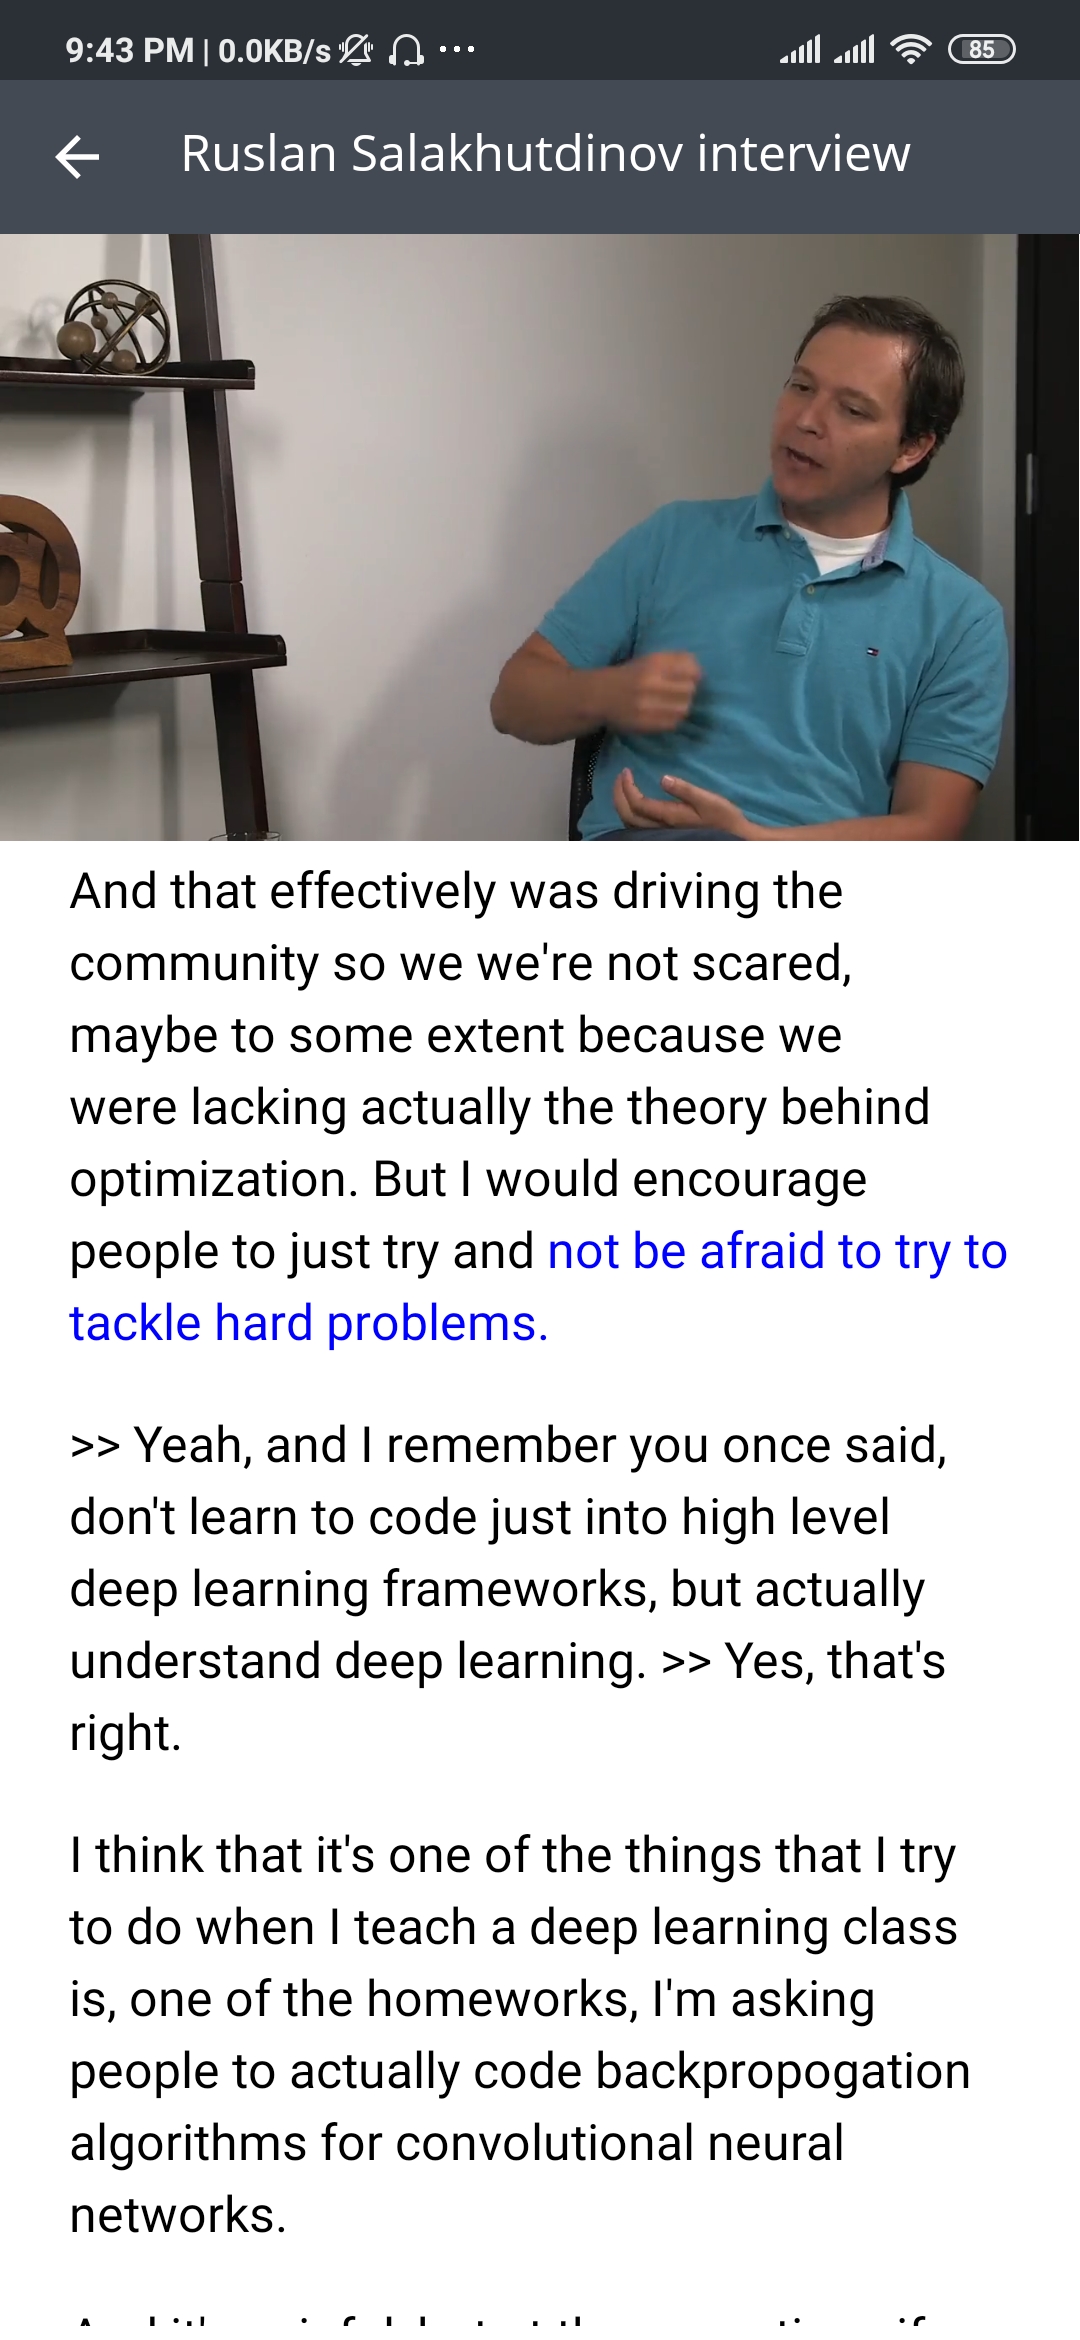 9:43 PM | 0.0KB/s 85
Ruslan Salakhutdinov interview
And that effectively was driving the
community so we we're not scared,
maybe to some extent because we
were lacking actually the theory behind
optimization. But I would encourage
people to just try and not be afraid to try to
tackle hard problems.
>> Yeah, and I remember you once said,
don't learn to code just into high level
deep learning frameworks, but actually
understand deep learning. >> Yes, that's
right.
I think that it's one of the things that I try
to do when I teach a deep learning class
is, one of the homeworks, I'm asking
people to actually code backpropogation
algorithms for convolutional neural
networks.